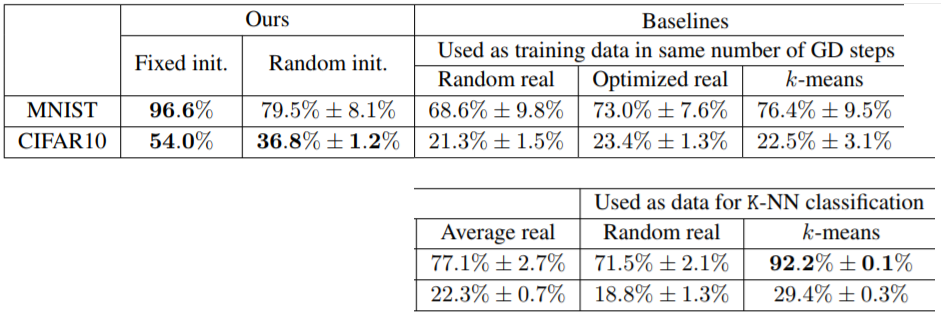 Ours Baselines
Fixed init. Random init. Used as training data in same number of GD steps
Random real Optimized real k-means
MNIST 96.6% 79.5% ± 8.1% 68.6% ± 9.8% 73.0% ± 7.6% 76.4% ± 9.5%
CIFAR10 54.0% 36.8% ± 1.2% 21.3% ± 1.5% 23.4% ± 1.3% 22.5% ± 3.1%
Used as data for K-NN classification
Average real Random real k-means
77.1% ± 2.7% 71.5% ± 2.1% 92.2% ± 0.1%
22.3% ± 0.7% 18.8% ± 1.3% 29.4% ± 0.3%